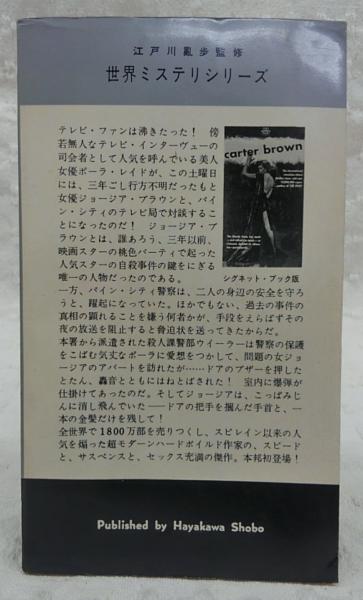 江戸川亂歩監修
世界ミステリシリーズ
テレビ・ファンは沸きたった！ 傍
若無人なテレビ・インターヴューの
司会者として人気を呼んでいる美人
女優ポーラ・レイドが、この土曜日
には、三年ごし行方不明だったもと
女優ジョージア・ブラウンと、パイ
ン・シティのテレビ局で対談するこ
とになったのだ！ ジョージア・ブ
ラウンとは、誰あろう、三年以前、
映画スターの桃色パーティで起った
人気スターの自殺事件の鍵をにぎる
唯一の人物だったのである。
carter brown
シグネット・ブック版
一方、パイン・シティ警察は、二人の身辺の安全を守ろ
うと、躍起になっていた。ほかでもない、過去の事件の
真相の顕れることを嫌う何者かが、手段をえらばずその
夜の放送を阻止すると脅迫状を送ってきたからだ。
本署から派遣された殺人課警部ウイーラーは警察の保護
をこばむ気丈なポーラに愛想をつかして、問題の女ジョ
ージアのアパートを訪れたが……ドアのブザーを押した
とたん、轟音とともにはねとばされた！ 室内に爆弾が
仕掛けてあったのだ。そしてジョージアは、こっぱみじ
んに消し飛んでいた――ドアの把手を掴んだ手首と、一
本の金髪だけを残して！
全世界で1800万部を売りつくし、スピレイン以来の人
気を煽った超モダーンハードボイルド作家の、スピード
と、サスペンスと、セックス充満の傑作。本邦初登場！
Published by Hayakawa Shobo